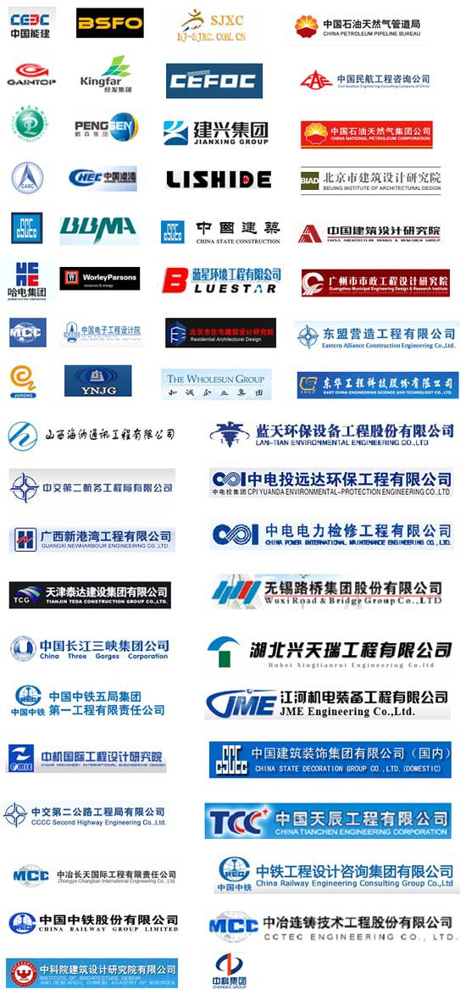 CEEC
中国能建
BSFO
SJXC
BJ-SJXC.COM.CN
中国石油天然气管道局
CHINA PETROLEUM PIPELINE BUREAU
GAINTOP
Kingfar
经发集团
CEFOC
CAE
中国民航工程咨询公司
Civil Aviation Engineering Consulting Company of China
PENGSEN
鹏森集团
建兴集团
JIANXING GROUP
中国石油天然气集团公司
CHINA NATIONAL PETROLEUM CORPORATION
CASC
CHEC 中国港湾
LISHIDE
BIAD
北京市建筑设计研究院
BEIJING INSTITUTE OF ARCHITECTURAL DESIGN
CSCEC
BBMA
CSCEC
中國建築
CHINA STATE CONSTRUCTION
中国建筑设计研究院
CHINA ARCHITECTURE DESIGN & RESEARCH GROUP
哈电集团
HARBIN ELECTRIC CORPORATION
W
WorleyParsons
resources & energy
B
蓝星环境工程有限公司
LUESTAR
广州市市政工程设计研究院
Guangzhou Municipal Engineering Design & Research Institute
MCC
中国电子工程设计院
北京市住宅建筑设计研究院
Residential Architectural Design
东盟营造工程有限公司
Eastern Alliance Construction Engineering Co.,Ltd.
JURONG
YNJG
THE WHOLESUN GROUP
和诚企业集团
东华工程科技股份有限公司
EAST CHINA ENGINEERING SCIENCE AND TECHNOLOGY CO., LTD.
山西海纳通讯工程有限公司
L T
蓝天环保设备工程股份有限公司
LAN-TIAN ENVIRONMENTAL ENGINEERING CO.,LTD
中交第二航务工程局有限公司
中电投远达环保工程有限公司
中电投集团 CPI YUANDA ENVIRONMENTAL-PROTECTION ENGINEERING CO.,LTD.
广西新港湾工程有限公司
GUANGXI NEWHARBOUR ENGINEERING CO.,LTD.
中电电力检修工程有限公司
CHINA POWER INTERNATIONAL MAINTENANCE ENGINEERING CO., LTD.
TCG
天津泰达建设集团有限公司
TIANJIN TEDA CONSTRUCTION GROUP CO.,LTD.
无锡路桥集团股份有限公司
Wuxi Road & Bridge Group Co.,LTD
中国长江三峡集团公司
China Three Gorges Corporation
湖北兴天瑞工程有限公司
Hubei Xingtianrui Engineering Co.ltd
CREC
中国中铁
中国中铁五局集团
第一工程有限责任公司
JME
江河机电装备工程有限公司
JME Engineering Co.,Ltd.
CMIE
中机国际工程设计研究院
CHINA MACHINERY INTERNATIONAL ENGINEERING DESIGN
CSCEC
中国建筑装饰集团有限公司（国内）
CHINA STATE DECORATION GROUP CO.,LTD.(DOMESTIC)
中交第二公路工程局有限公司
CCCC Second Highway Engineering Co.,Ltd.
TCC
中国天辰工程有限公司
CHINA TIANCHEN ENGINEERING CO., LTD.
MCC
中冶长天国际工程有限责任公司
Zhongye Changtian International Engineering Co.,Ltd.
CREC
中国中铁
中铁工程设计咨询集团有限公司
China Railway Engineering Consulting Group Co.,Ltd
CREC
中国中铁股份有限公司
CHINA RAILWAY GROUP LIMITED
MCC
中冶连铸技术工程股份有限公司
CCTEC ENGINEERING CO., LTD.
中科院建筑设计研究院有限公司
INSTITUTE OF ARCHITECTURE DESIGN
AND RESEARCH, CHINESE ACADEMY OF SCIENCES
中科集团
ZHONGKE GROUP